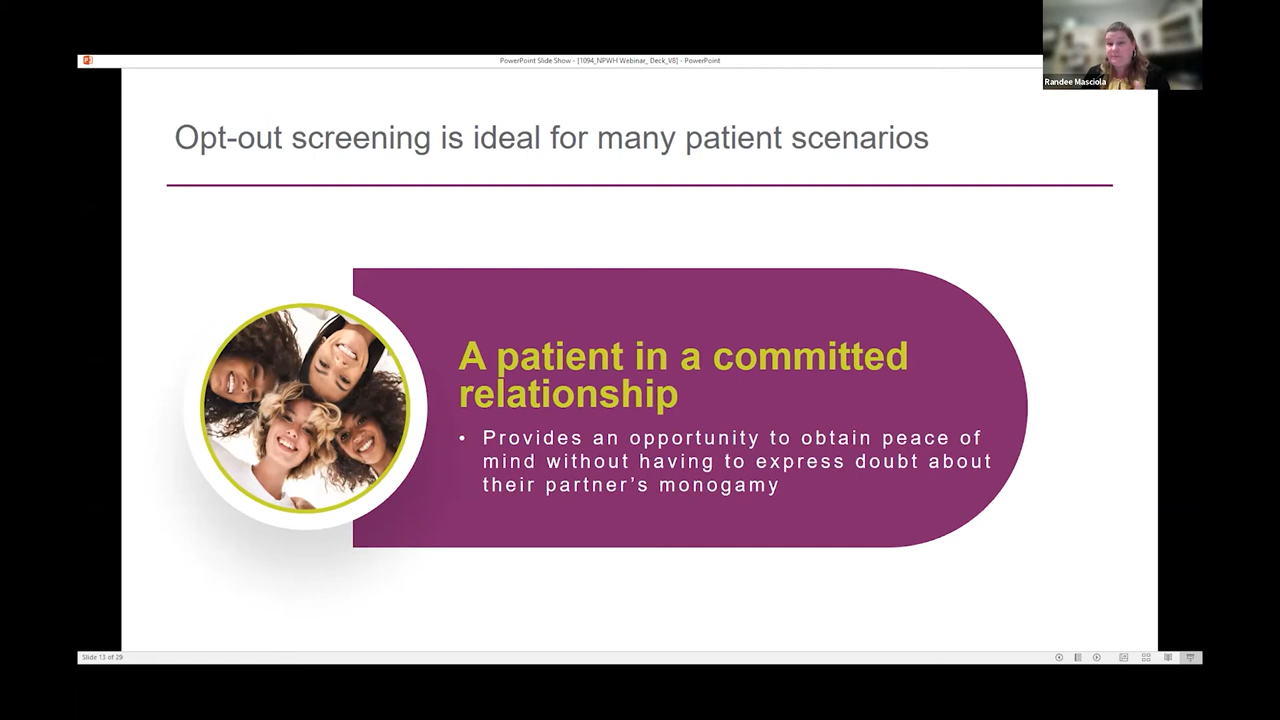 PowerPoint Slide Show - [1094_NPWH Webinar_ Deck_V8] - PowerPoint
Randee Masciola
Opt-out screening is ideal for many patient scenarios
A patient in a committed
relationship
• Provides an opportunity to obtain peace of
mind without having to express doubt about
their partner’s monogamy
Slide 13 of 29